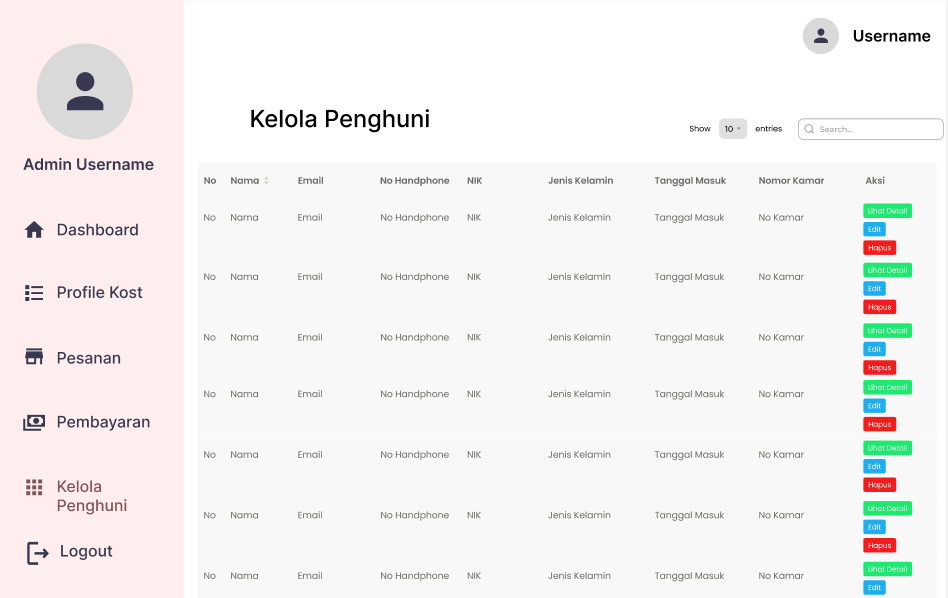 Username
Admin Username
Dashboard
Profile Kost
Pesanan
Pembayaran
Kelola
Penghuni
Logout
Kelola Penghuni
Show 10 entries Search...
No Nama Email No Handphone NIK Jenis Kelamin Tanggal Masuk Nomor Kamar Aksi
No Nama Email No Handphone NIK Jenis Kelamin Tanggal Masuk No Kamar Lihat Detail
Edit
Hapus
No Nama Email No Handphone NIK Jenis Kelamin Tanggal Masuk No Kamar Lihat Detail
Edit
Hapus
No Nama Email No Handphone NIK Jenis Kelamin Tanggal Masuk No Kamar Lihat Detail
Edit
Hapus
No Nama Email No Handphone NIK Jenis Kelamin Tanggal Masuk No Kamar Lihat Detail
Edit
Hapus
No Nama Email No Handphone NIK Jenis Kelamin Tanggal Masuk No Kamar Lihat Detail
Edit
Hapus
No Nama Email No Handphone NIK Jenis Kelamin Tanggal Masuk No Kamar Lihat Detail
Edit
Hapus
No Nama Email No Handphone NIK Jenis Kelamin Tanggal Masuk No Kamar Lihat Detail
Edit